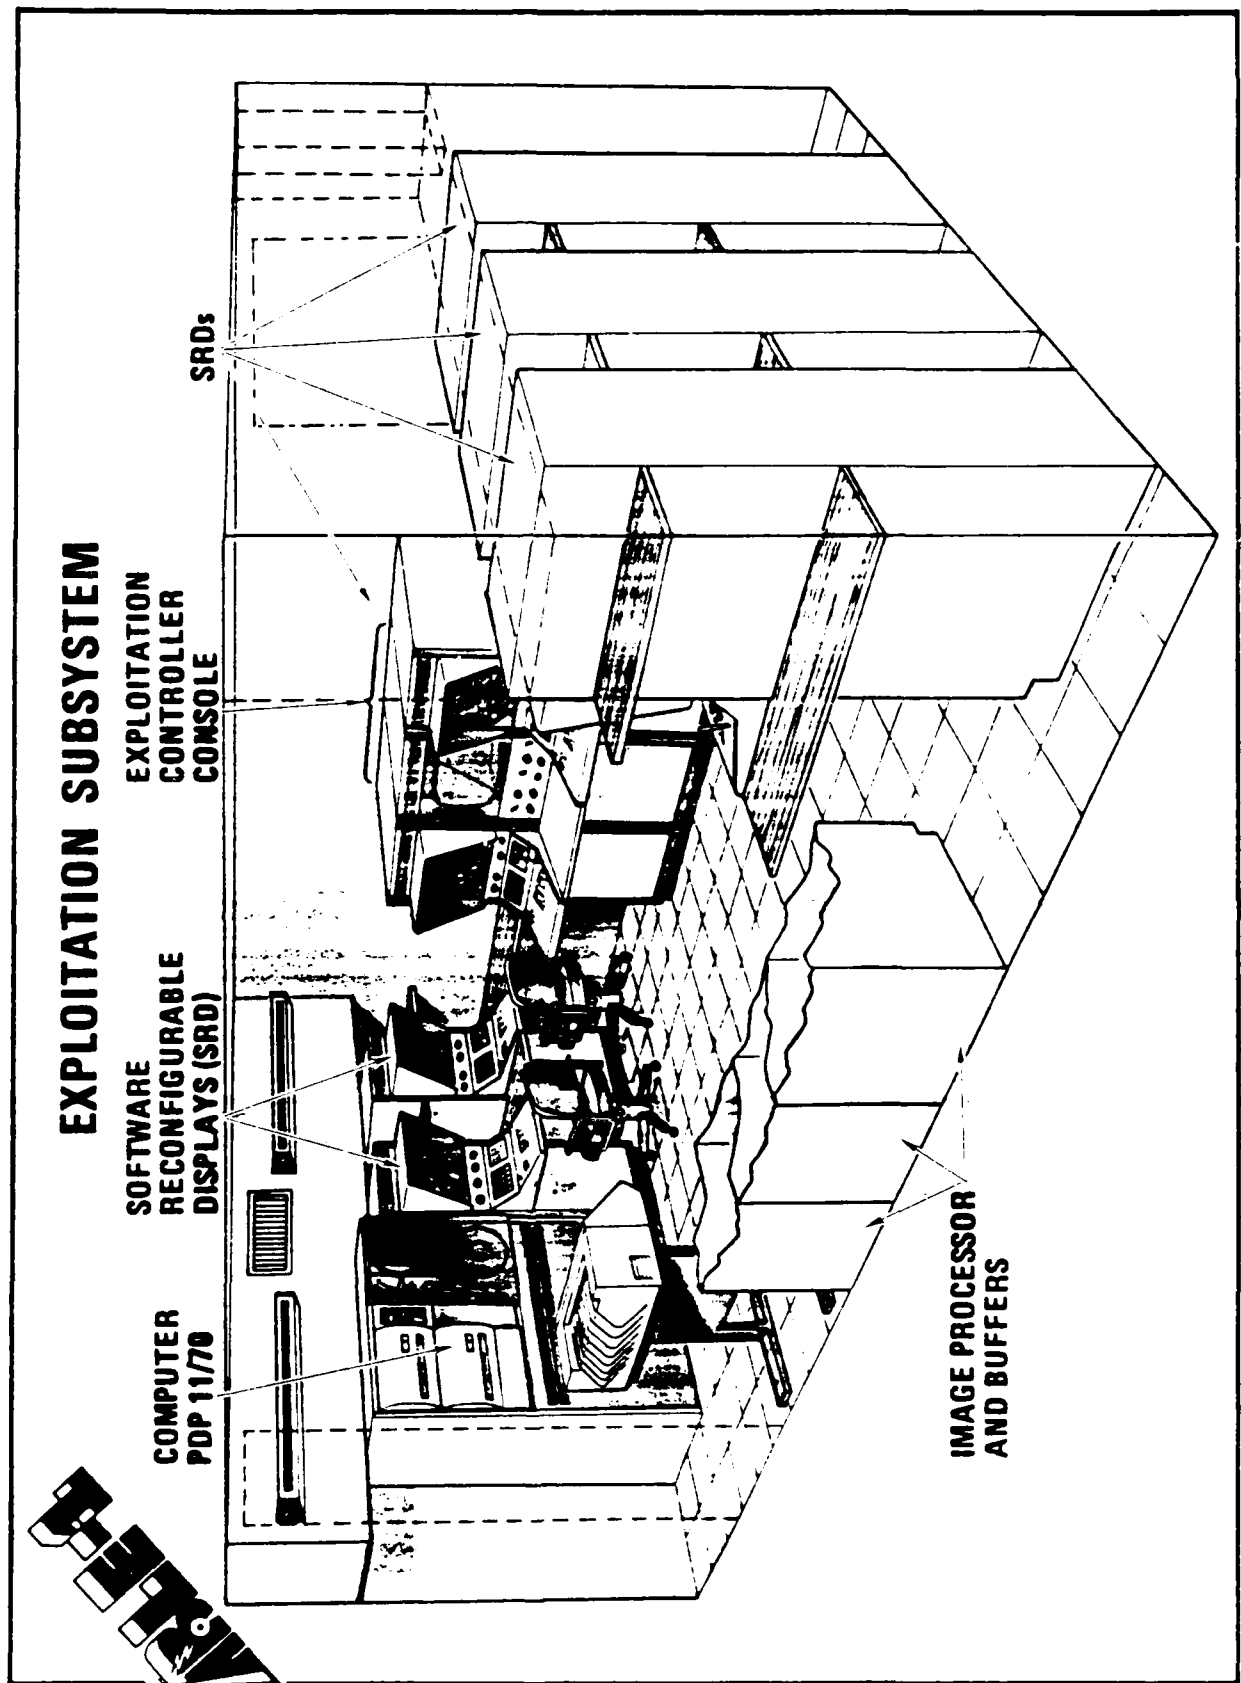 EXPLOITATION SUBSYSTEM
COMPUTER
PDP 11/70
SOFTWARE
RECONFIGURABLE
DISPLAYS (SRD)
EXPLOITATION
CONTROLLER
CONSOLE
SRDs
IMAGE PROCESSOR
AND BUFFERS